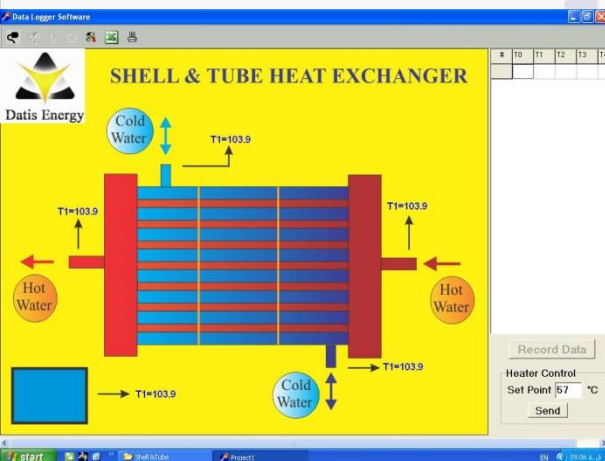 Data Logger Software
# T0 T1 T2 T3 T4
Datis Energy
SHELL & TUBE HEAT EXCHANGER
Cold
Water
T1=103.9
T1=103.9
T1=103.9
Hot
Water
Hot
Water
T1=103.9
T1=103.9
Cold
Water
Record Data
Heater Control
Set Point 57 °C
Send
start
Shell &Tube
Project1
EN